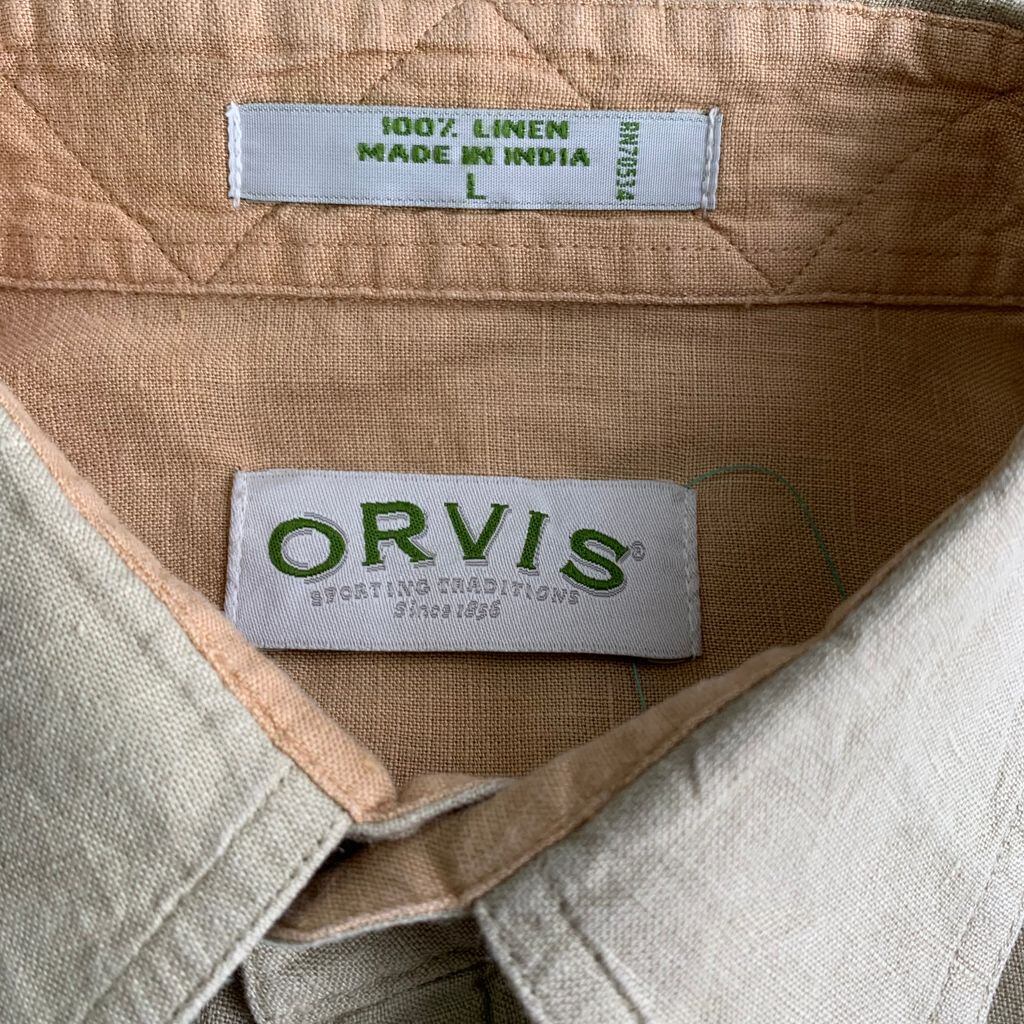 100% LINEN
MADE IN INDIA
L
RN70534
ORVIS®
SPORTING TRADITIONS
Since 1856